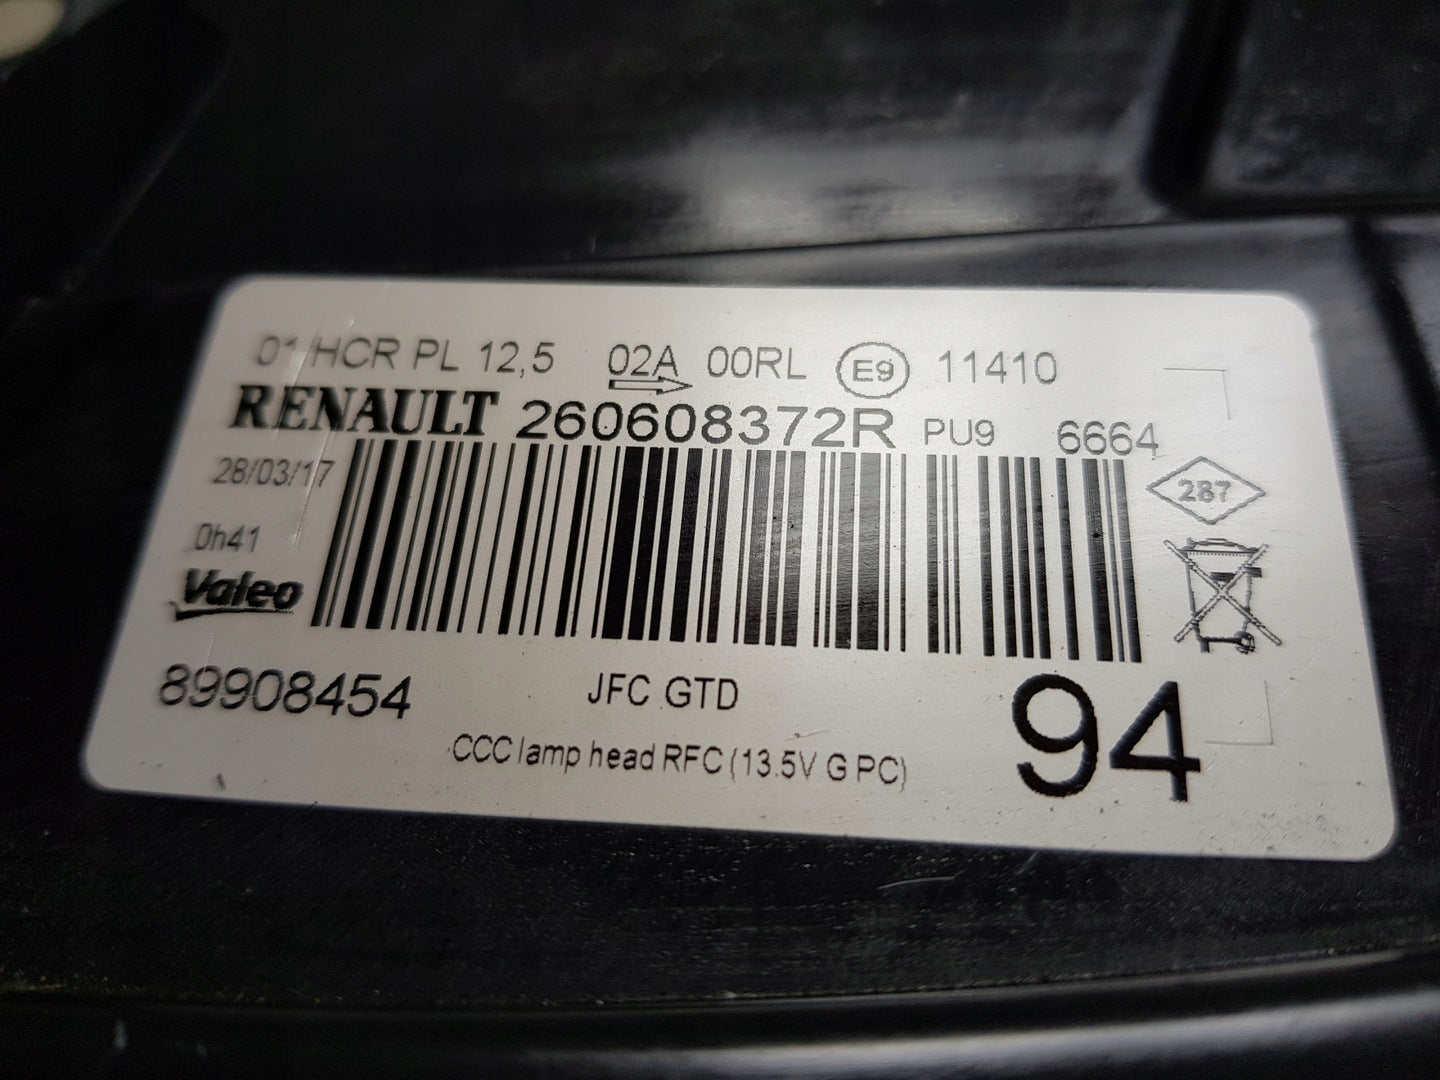 01/HCR PL 12,5 02A 00RL E9 11410
RENAULT 260608372R PU9 6664
28/03/17
287
0h41
Valeo
89908454 JFC GTD 94
CCC lamp head RFC (13.5V G PC)